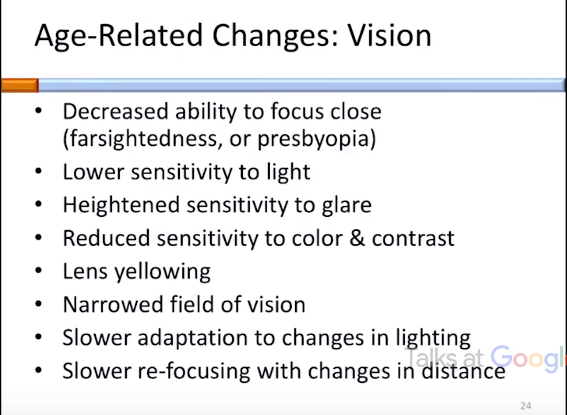 Age-Related Changes: Vision
• Decreased ability to focus close
(farsightedness, or presbyopia)
• Lower sensitivity to light
• Heightened sensitivity to glare
• Reduced sensitivity to color & contrast
• Lens yellowing
• Narrowed field of vision
• Slower adaptation to changes in lighting
Talks at Google
• Slower re-focusing with changes in distance
24